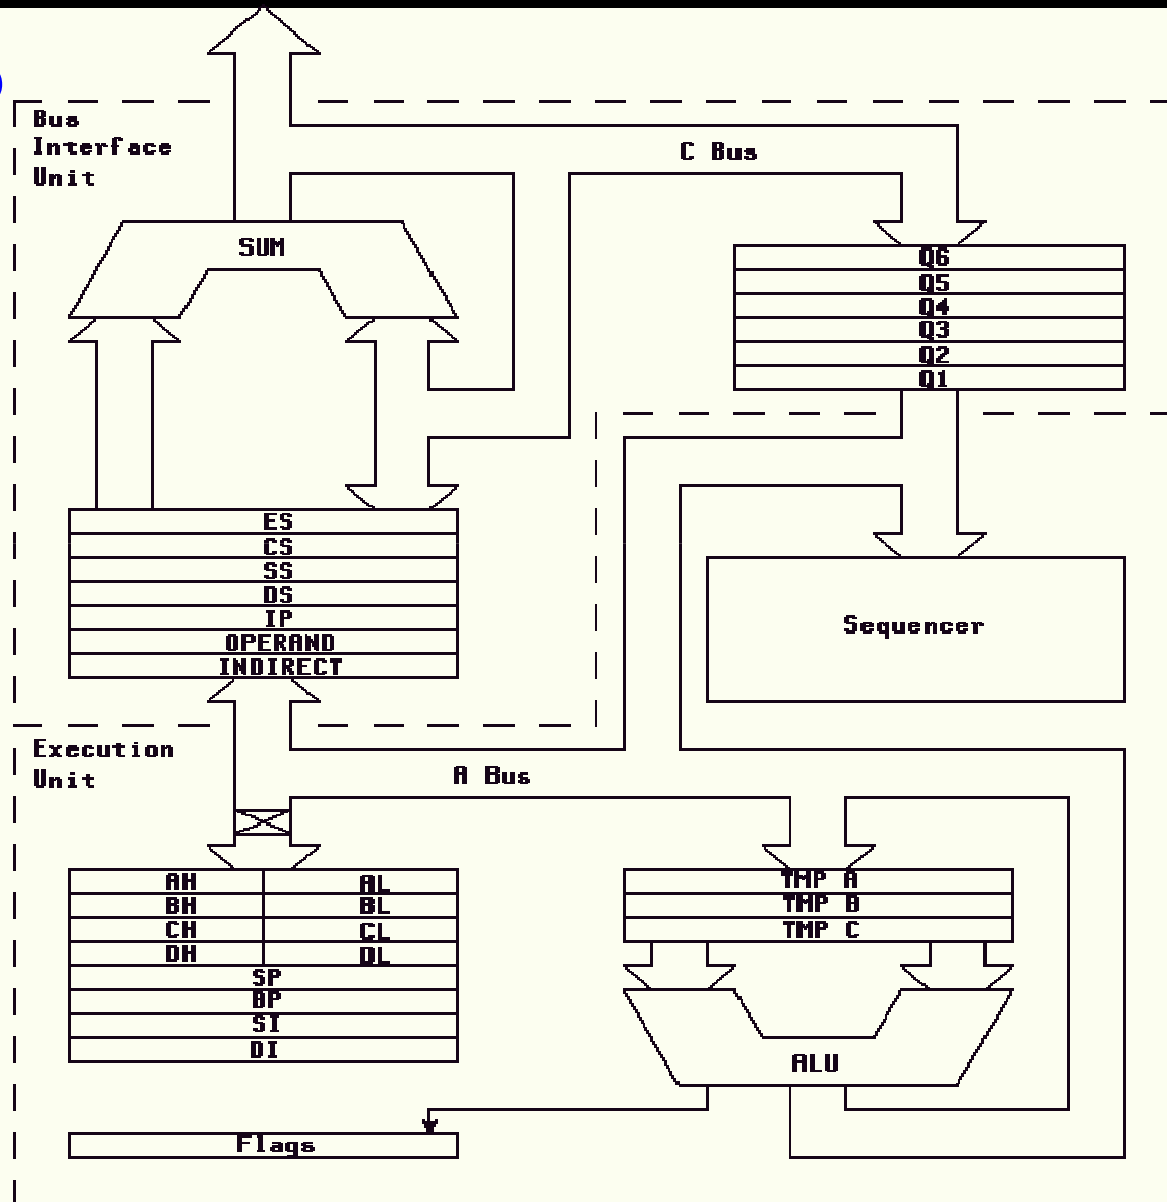 Bus
Interface
Unit
C Bus
SUM
Q6
Q5
Q4
Q3
Q2
Q1
ES
CS
SS
DS
IP
OPERAND
INDIRECT
Sequencer
Execution
Unit
A Bus
AH AL
BH BL
CH CL
DH DL
SP
BP
SI
DI
TMP A
TMP B
TMP C
ALU
Flags